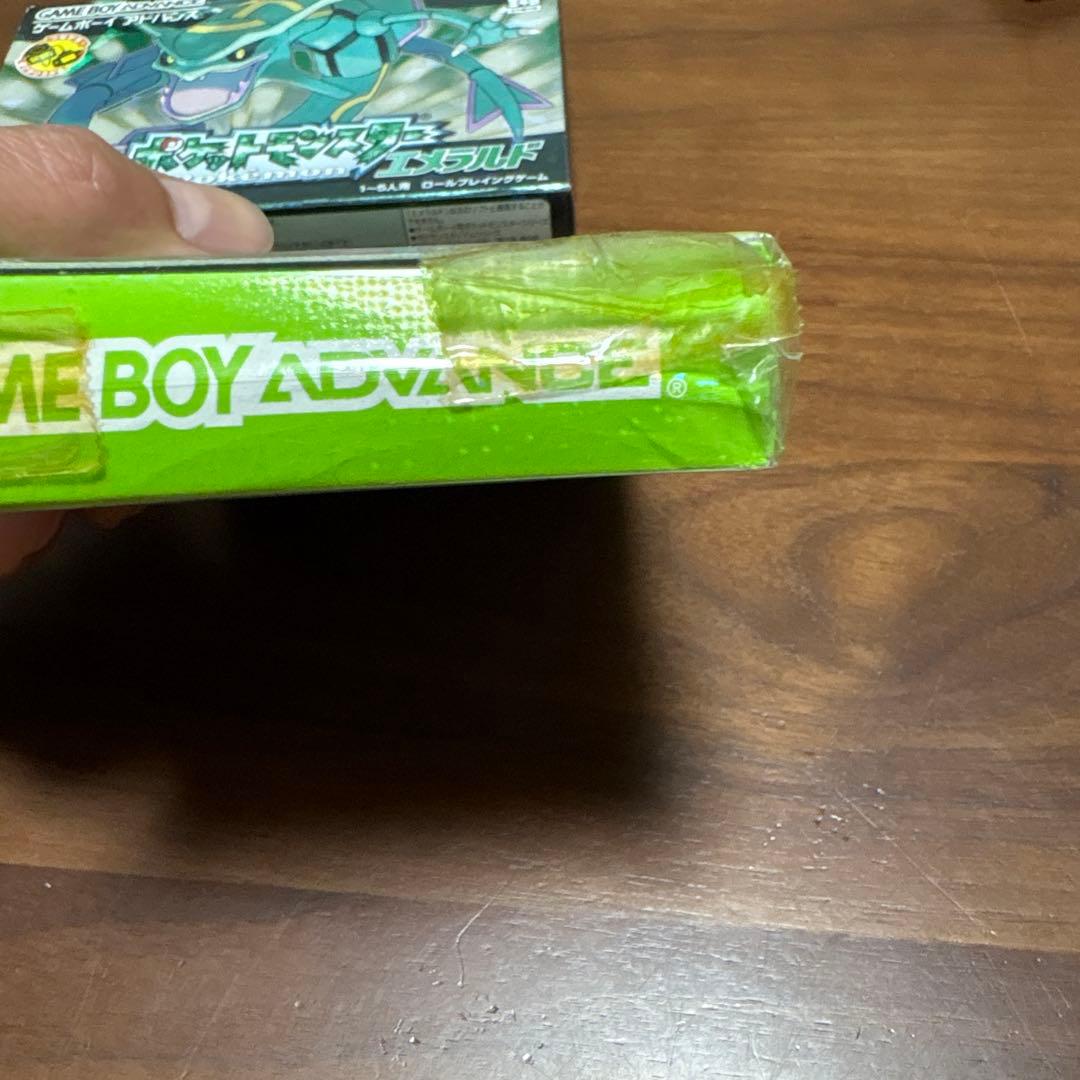 GAME BOY ADVANCE
ゲームボーイ アドバンス
ポケットモンスター
エメラルド
1~5人用 ロールプレイングゲーム
ME BOY ADVANCE ®